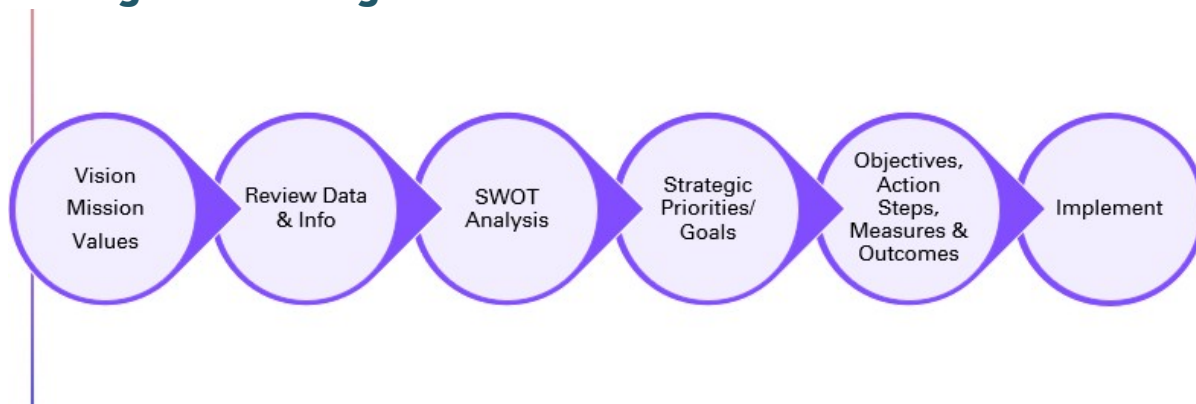 Vision
Mission
Values
Review Data
& Info
SWOT
Analysis
Strategic
Priorities/
Goals
Objectives,
Action
Steps,
Measures &
Outcomes
Implement